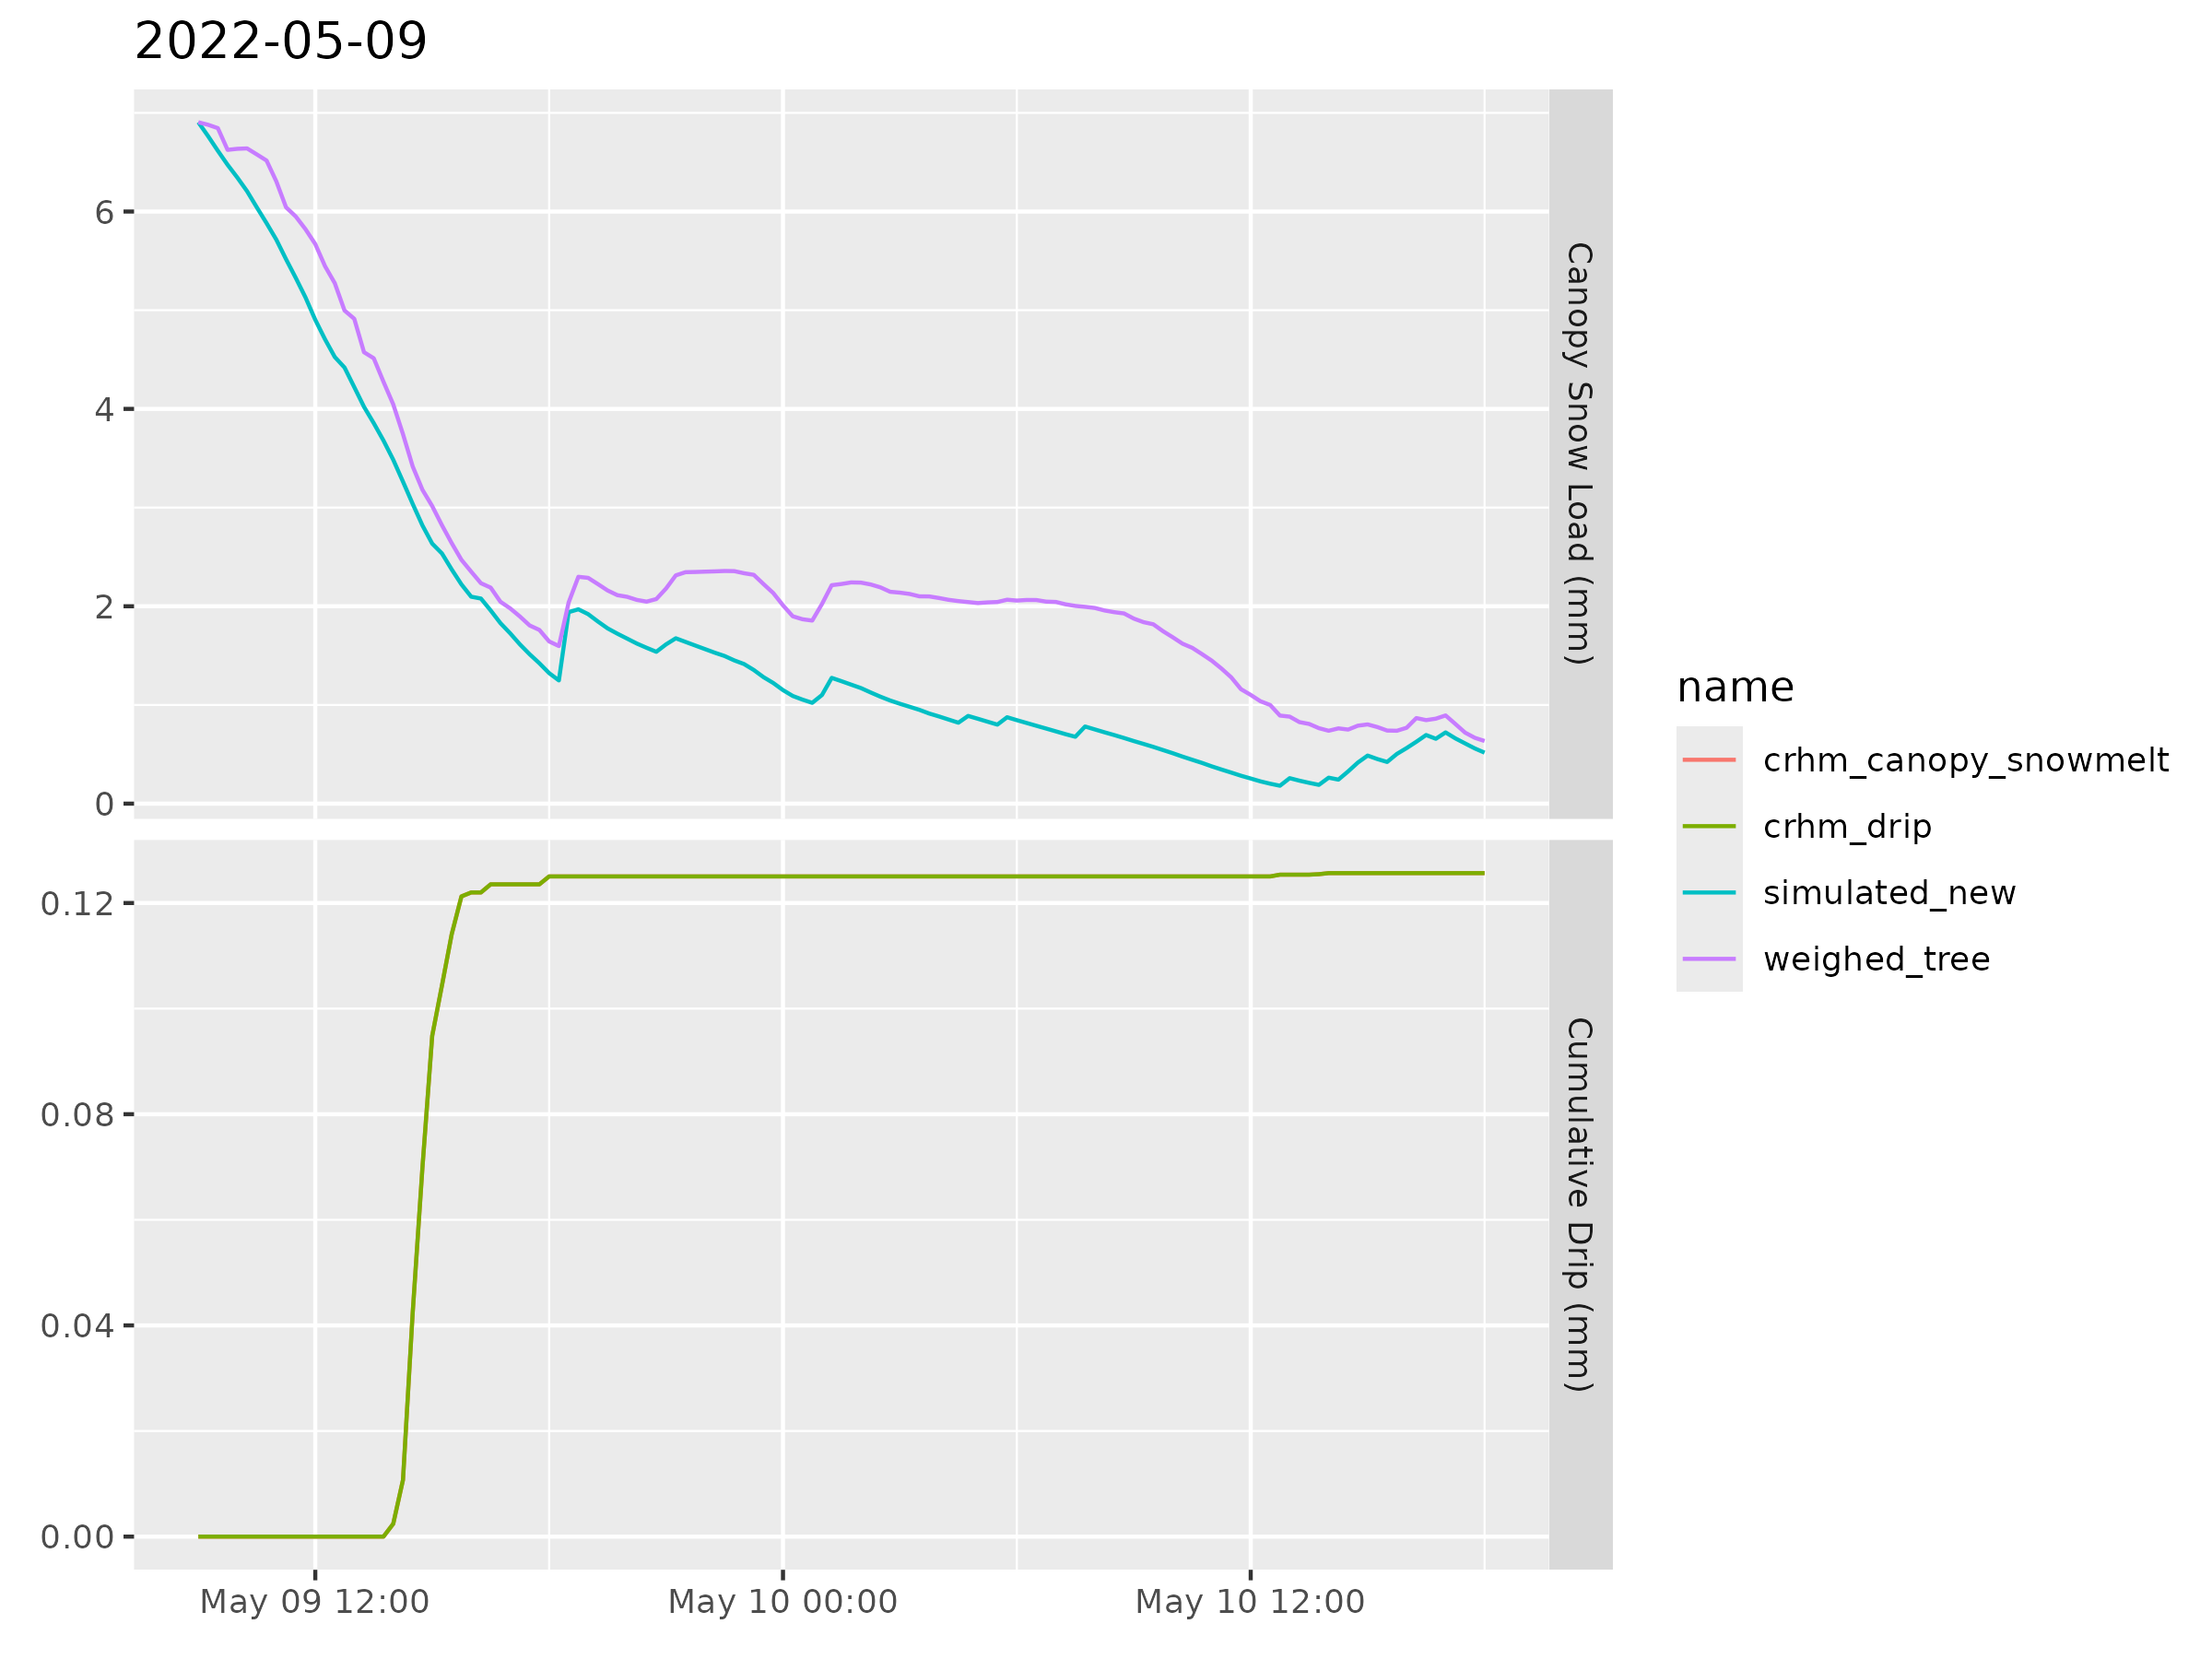 2022-05-09
6
4
2
0
Canopy Snow Load (mm)
0.12
0.08
0.04
0.00
Cumulative Drip (mm)
May 09 12:00
May 10 00:00
May 10 12:00
name
crhm_canopy_snowmelt
crhm_drip
simulated_new
weighed_tree